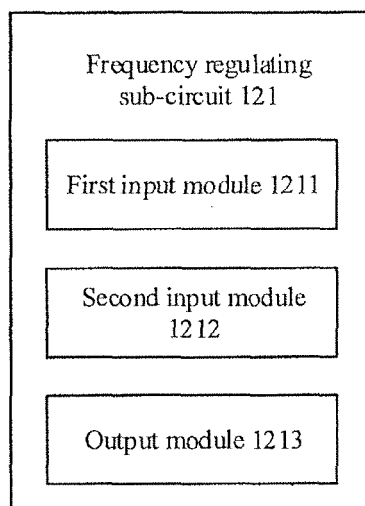 Frequency regulating
sub-circuit 121
First input module 1211
Second input module
1212
Output module 1213